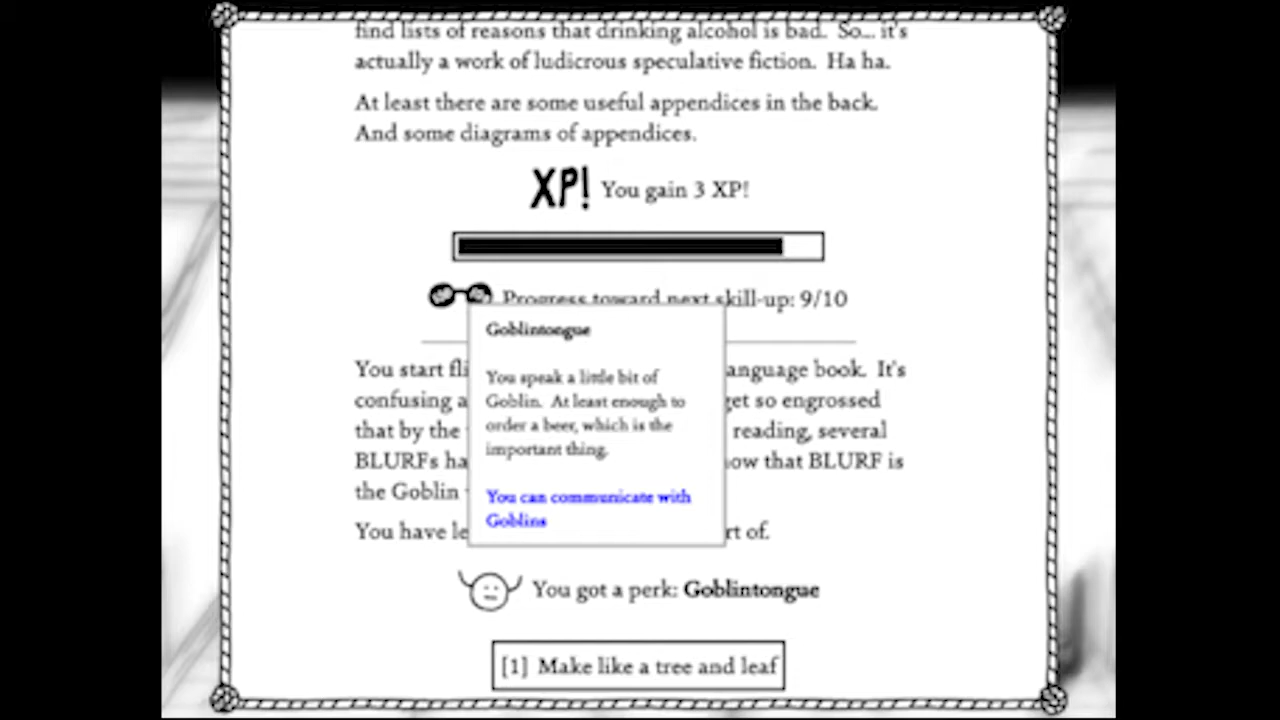 find lists of reasons that drinking alcohol is bad. So... it's
actually a work of ludicrous speculative fiction. Ha ha.
At least there are some useful appendices in the back.
And some diagrams of appendices.
XP! You gain 3 XP!
Progress toward next skill-up: 9/10
Goblintongue
You speak a little bit of
Goblin. At least enough to
order a beer, which is the
important thing.
You can communicate with
Goblins
You start fli anguage book. It's
confusing a get so engrossed
that by the reading, several
BLURFs ha ow that BLURF is
the Goblin
You have le rt of.
You got a perk: Goblintongue
[1] Make like a tree and leaf